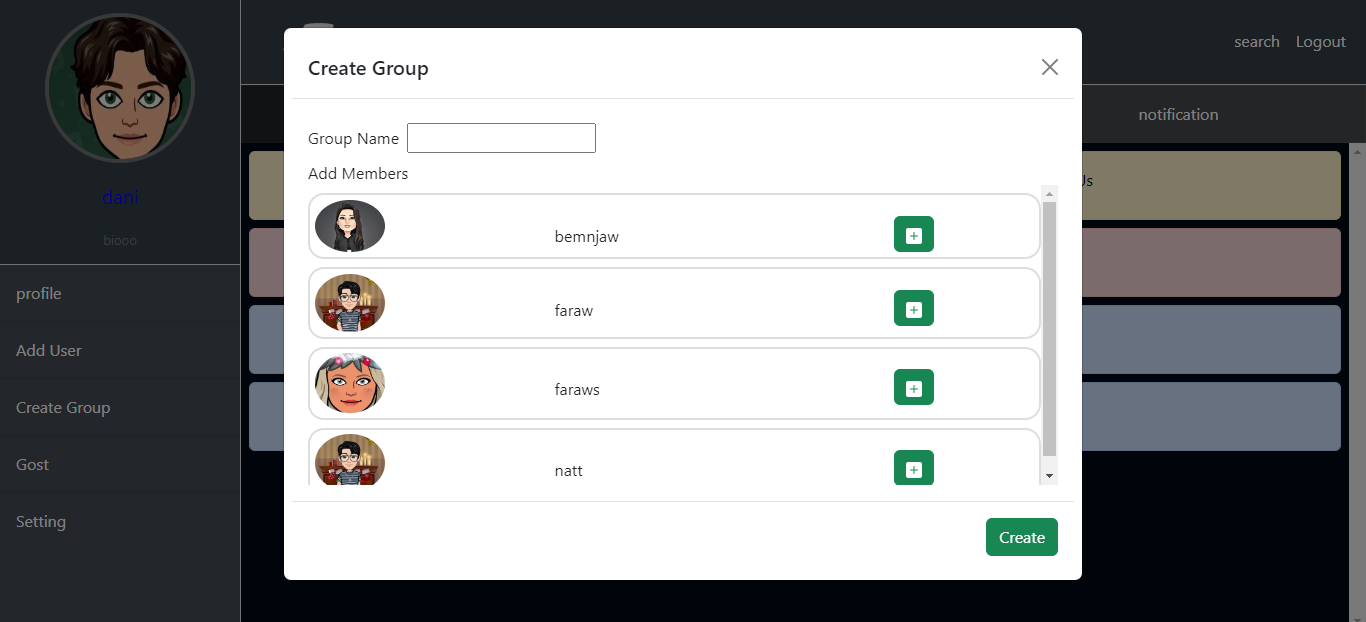 search Logout
Create Group
notification
Group Name
Add Members
dani
biooo
bemnjaw
faraw
faraws
natt
profile
Add User
Create Group
Gost
Setting
Create